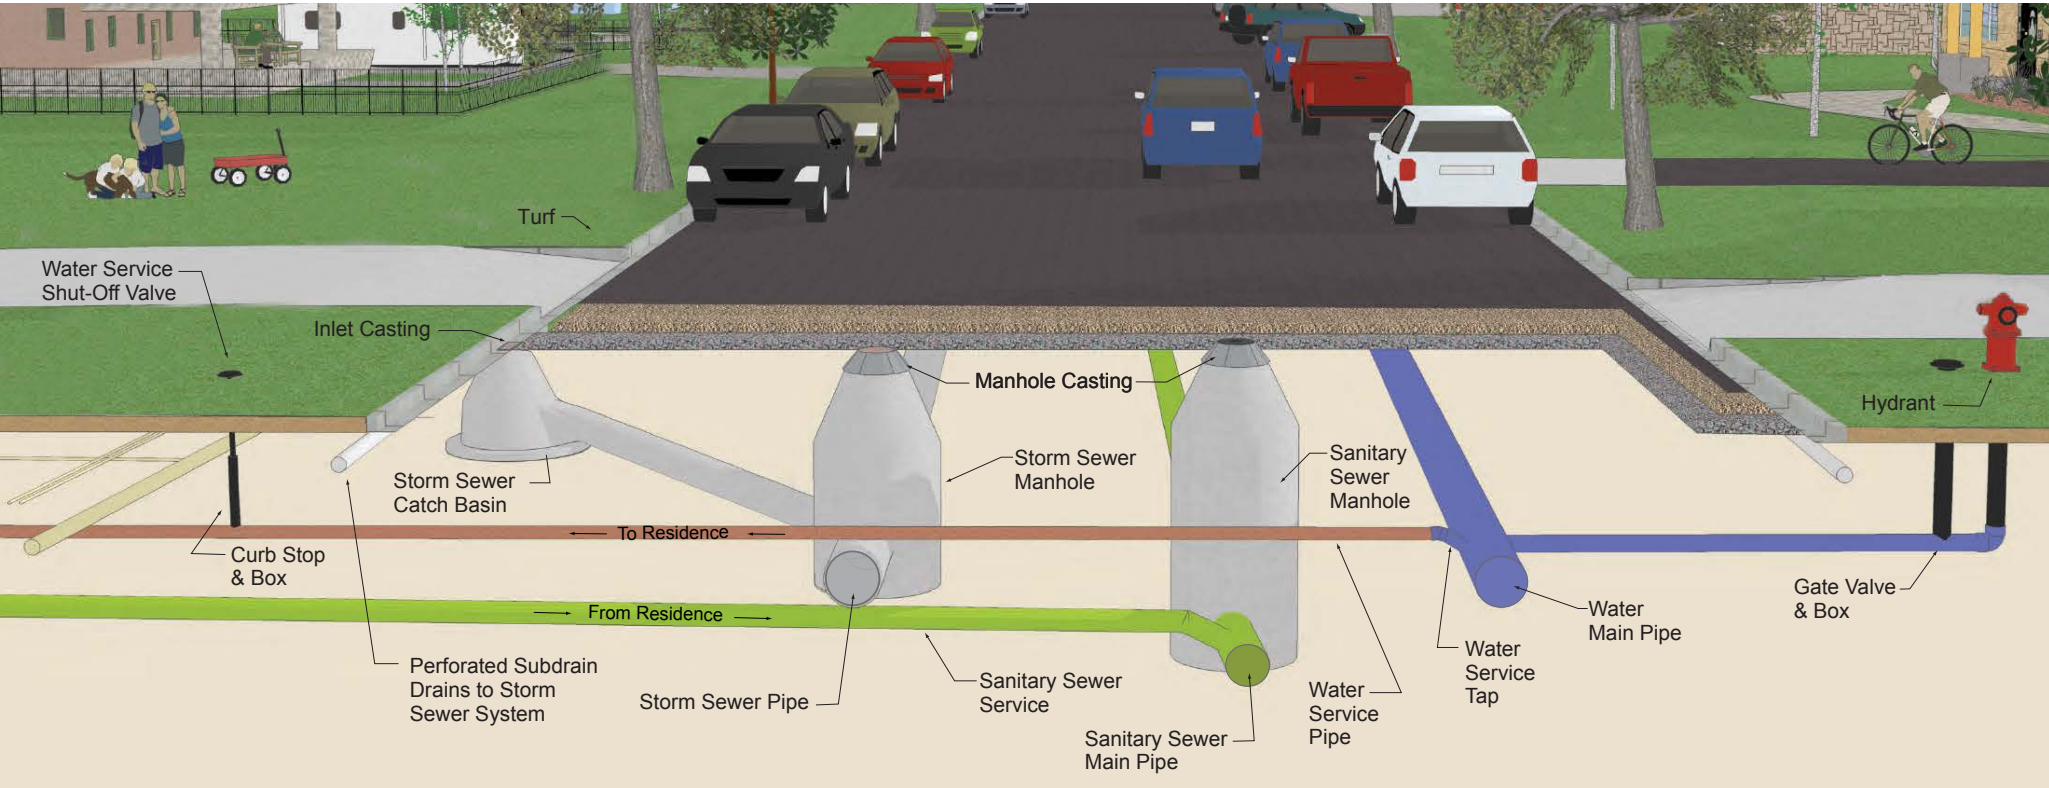 Turf
Water Service
Shut-Off Valve
Inlet Casting
Manhole Casting
Hydrant
Storm Sewer
Catch Basin
Storm Sewer
Manhole
Sanitary
Sewer
Manhole
To Residence
Curb Stop
& Box
Gate Valve
& Box
From Residence
Water
Main Pipe
Water
Service
Tap
Perforated Subdrain
Drains to Storm
Sewer System
Storm Sewer Pipe
Sanitary Sewer
Service
Water
Service
Pipe
Sanitary Sewer
Main Pipe